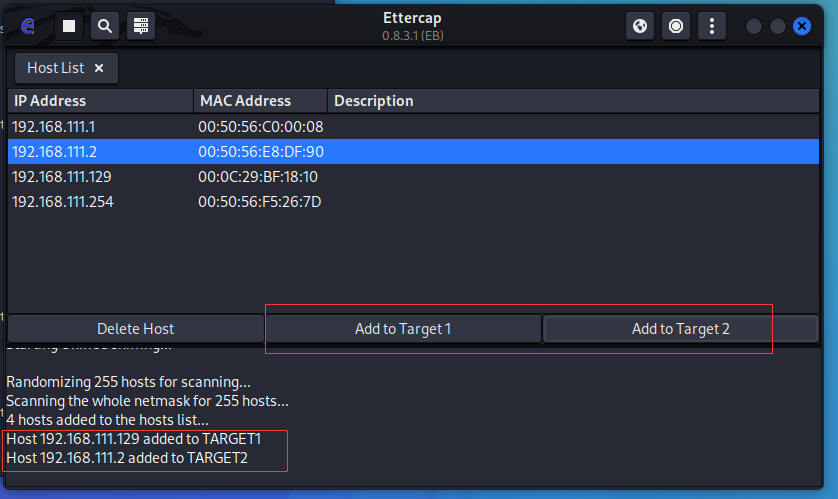 Ettercap
0.8.3.1 (EB)
Host List ×
IP Address MAC Address Description
192.168.111.1 00:50:56:C0:00:08
192.168.111.2 00:50:56:E8:DF:90
192.168.111.129 00:0C:29:BF:18:10
192.168.111.254 00:50:56:F5:26:7D
Delete Host Add to Target 1 Add to Target 2
Starting Unified sniffing...
Randomizing 255 hosts for scanning...
Scanning the whole netmask for 255 hosts...
4 hosts added to the hosts list...
Host 192.168.111.129 added to TARGET1
Host 192.168.111.2 added to TARGET2